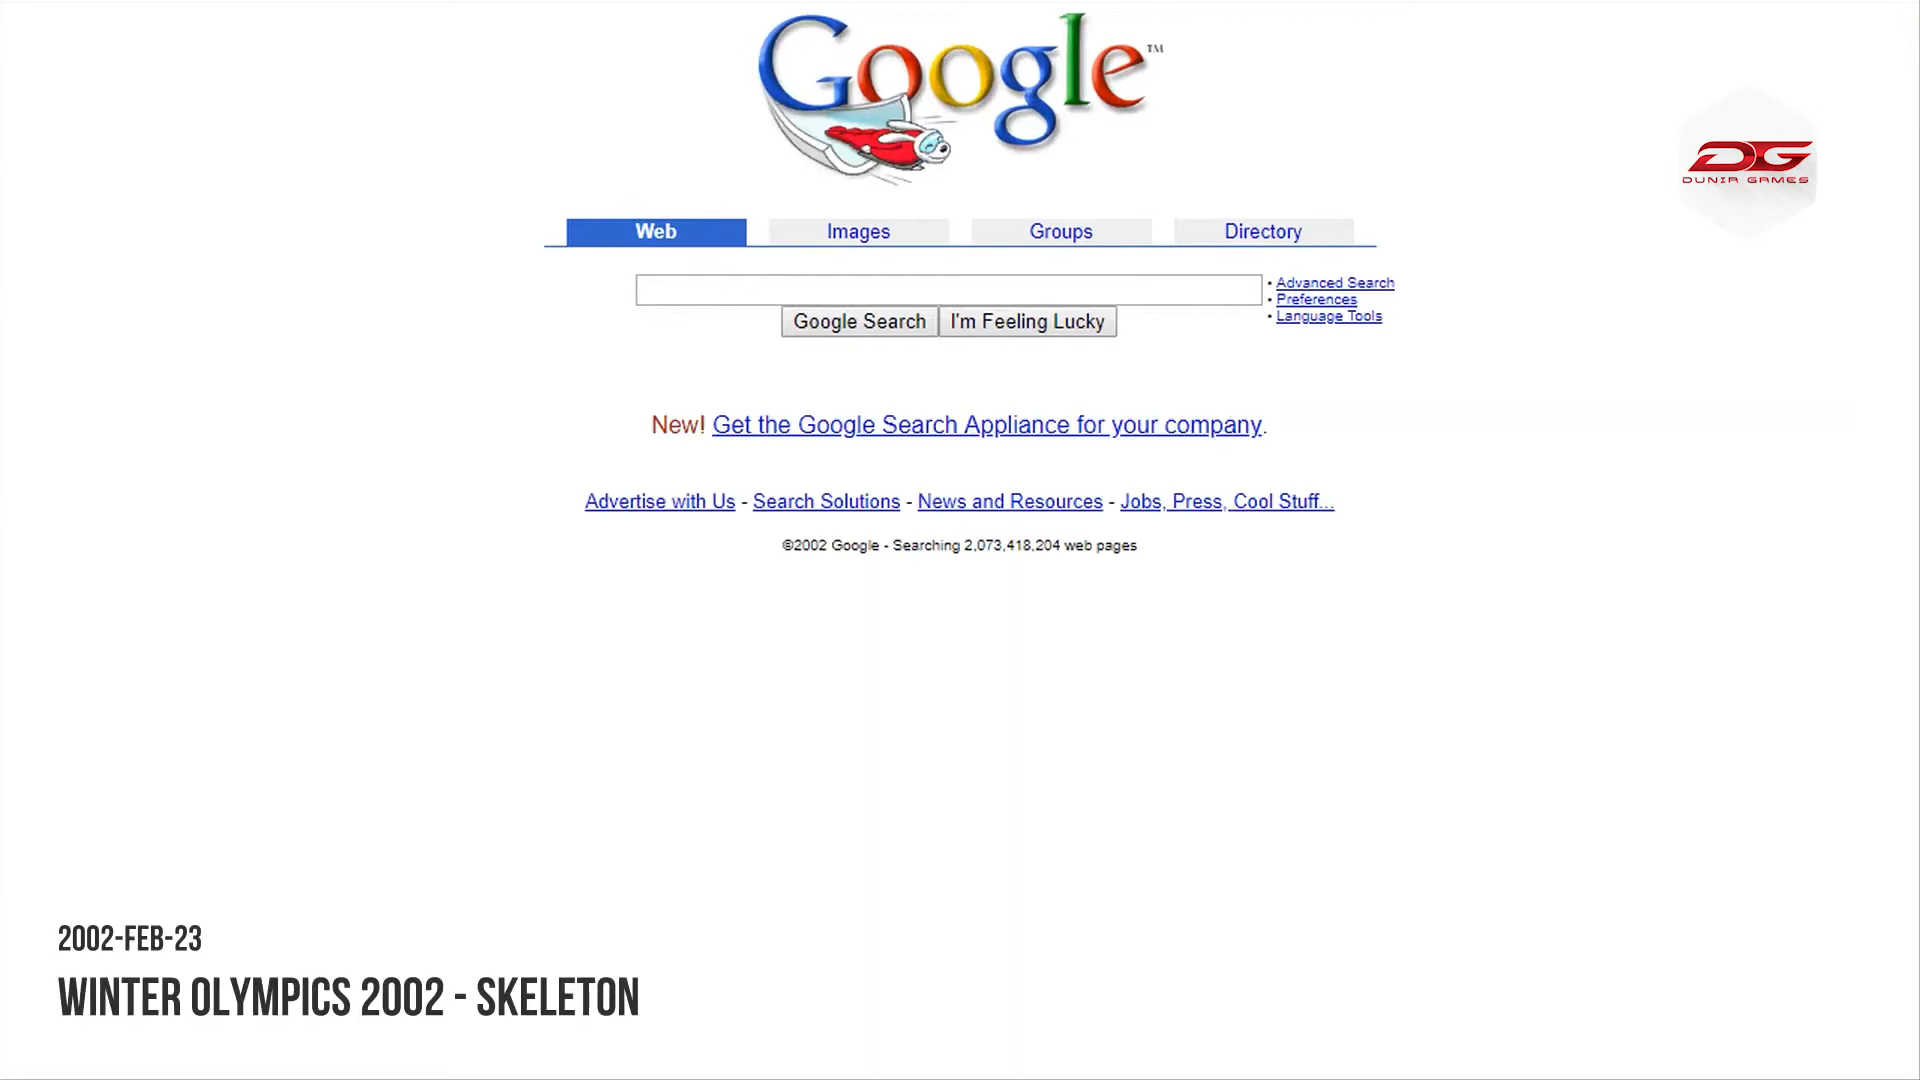 Google™
DG
DUNIA GAMES
Web Images Groups Directory
• Advanced Search
• Preferences
• Language Tools
Google Search I'm Feeling Lucky
New! Get the Google Search Appliance for your company.
Advertise with Us - Search Solutions - News and Resources - Jobs, Press, Cool Stuff...
©2002 Google - Searching 2,073,418,204 web pages
2002-FEB-23
WINTER OLYMPICS 2002 - SKELETON